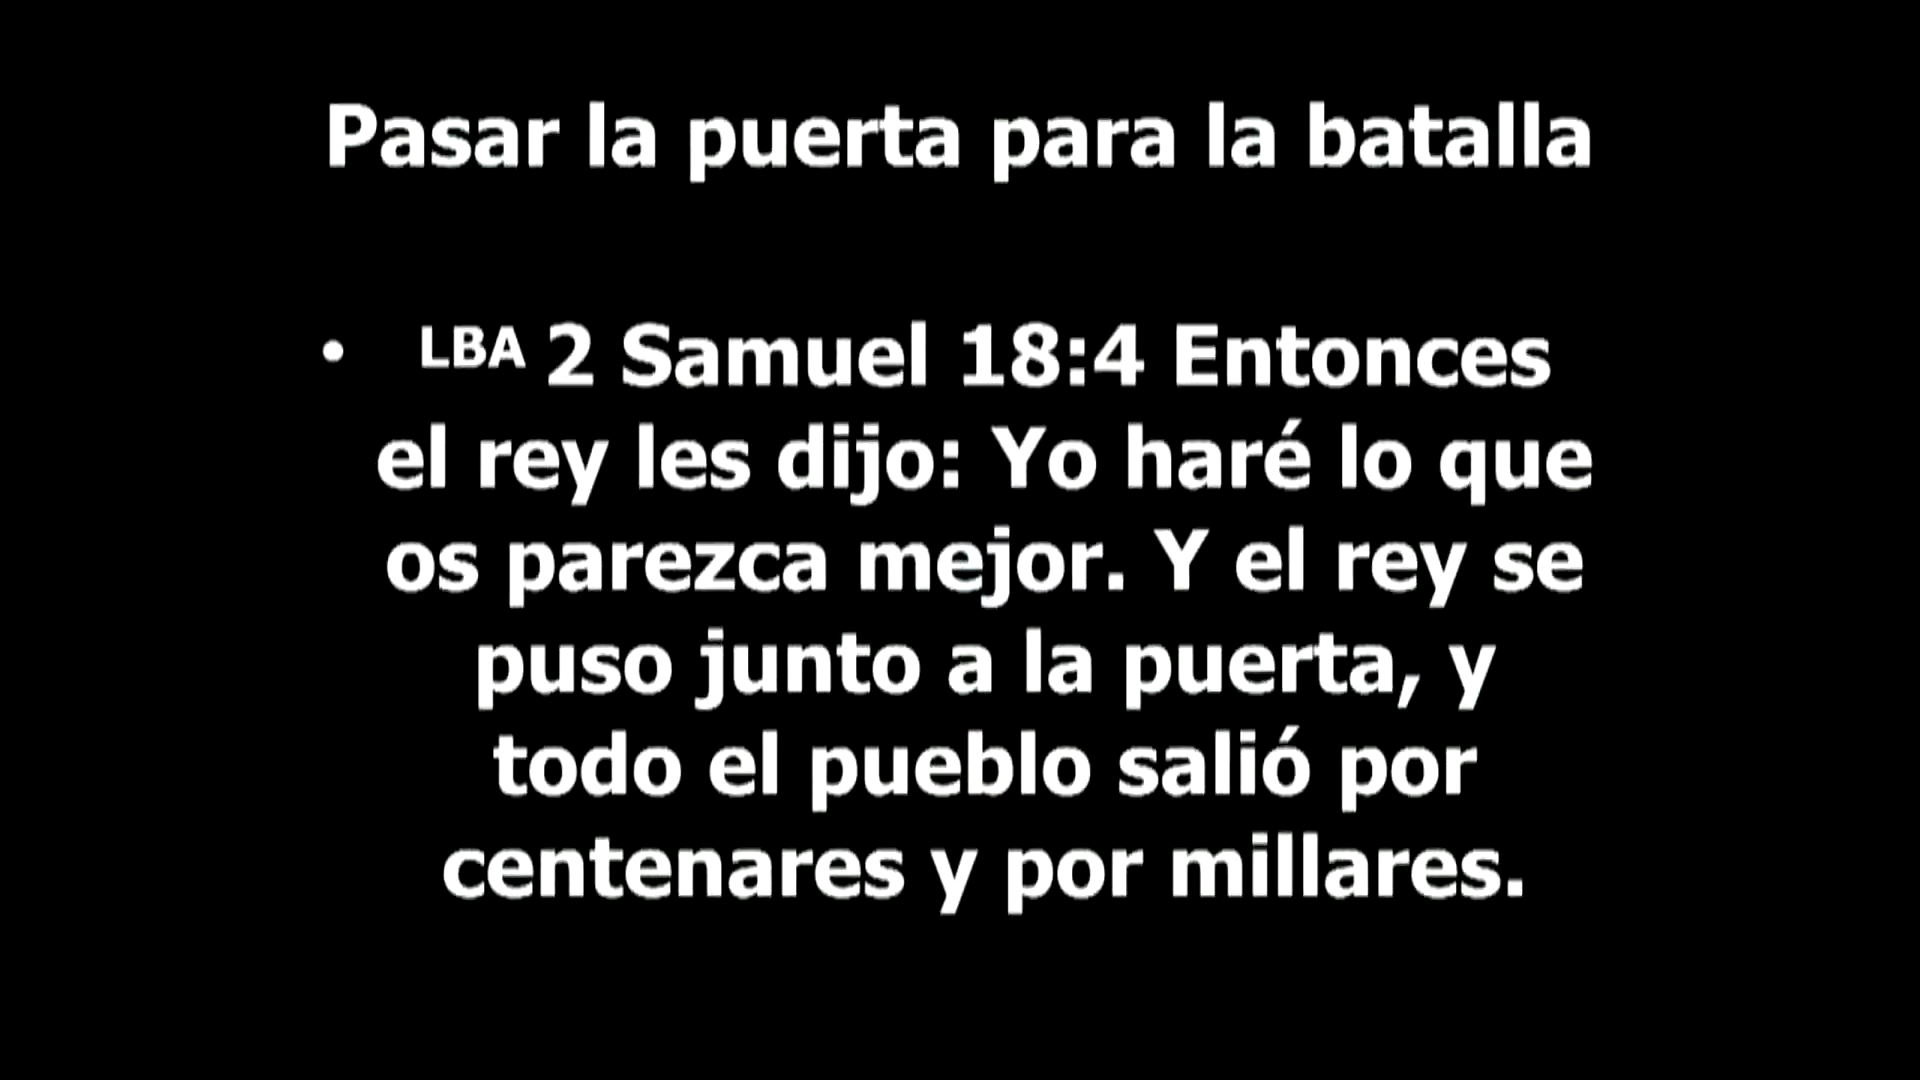 Pasar la puerta para la batalla
• LBA 2 Samuel 18:4 Entonces
el rey les dijo: Yo haré lo que
os parezca mejor. Y el rey se
puso junto a la puerta, y
todo el pueblo salió por
centenares y por millares.